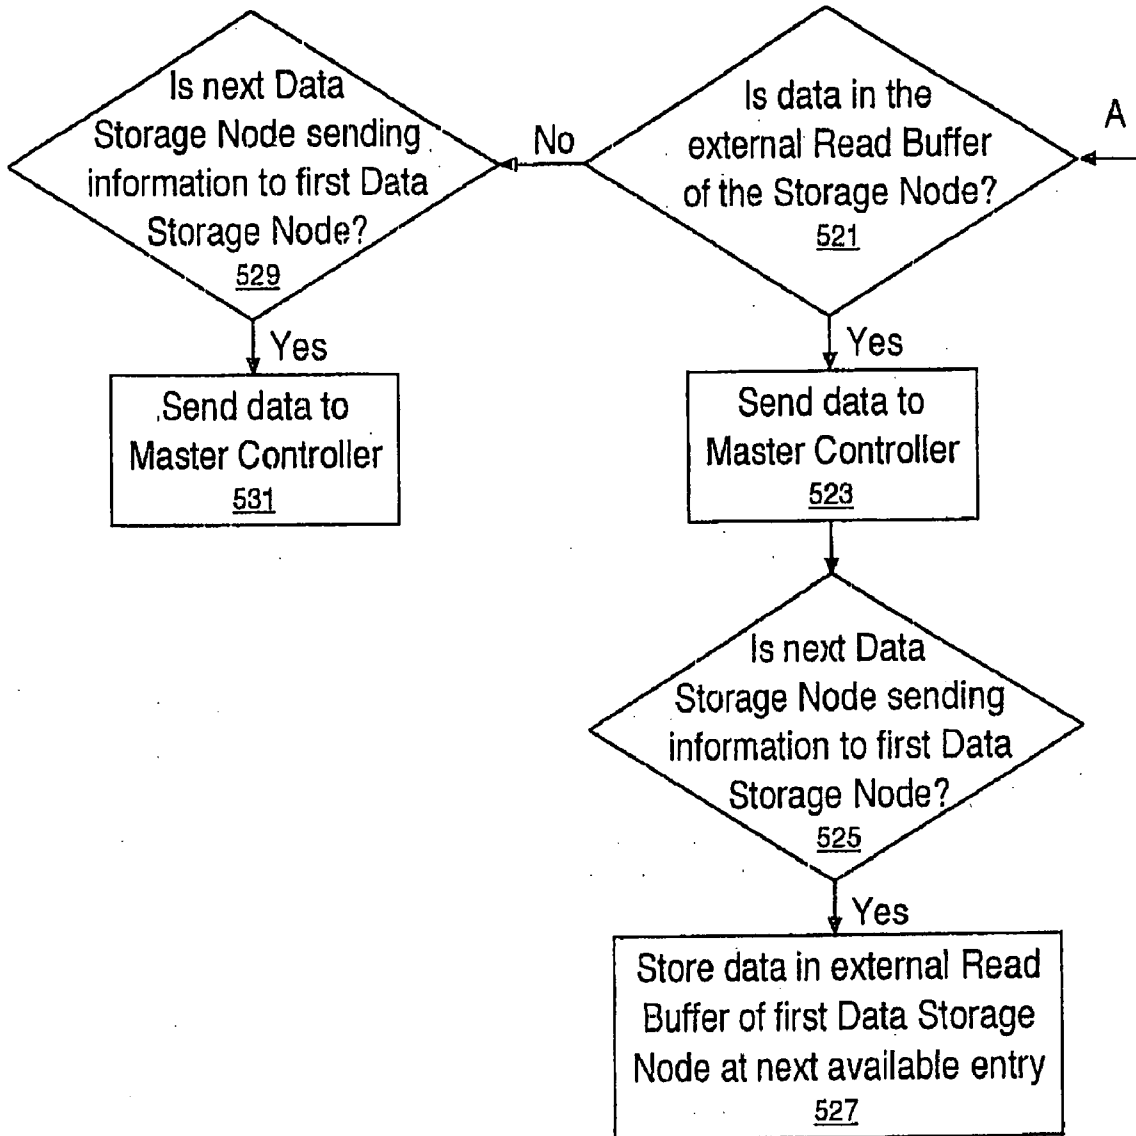 Is next Data
Storage Node sending
information to first Data
Storage Node?
529
No
Is data in the
external Read Buffer
of the Storage Node?
521
A
Yes
Send data to
Master Controller
531
Yes
Send data to
Master Controller
523
Is next Data
Storage Node sending
information to first Data
Storage Node?
525
Yes
Store data in external Read
Buffer of first Data Storage
Node at next available entry
527